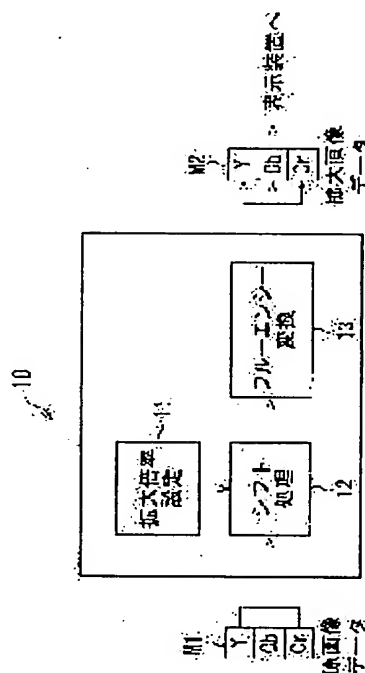 10
11
拡大倍率
設定
シフト
処理
12
フルーエンシー
変換
13
M1
Y
Cb
Cr
原画像
データ
M2
Y
Cb
Cr
拡大画像
データ
表示装置へ